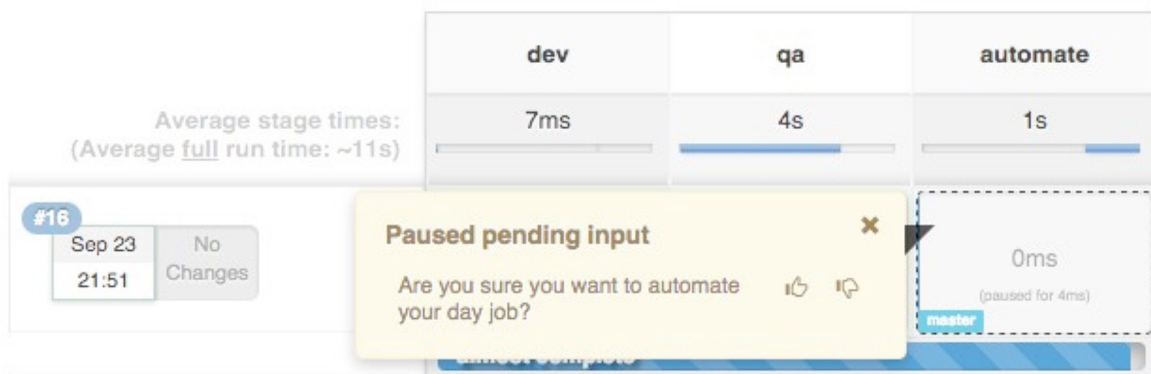 dev qa automate
Average stage times: 7ms 4s 1s
(Average full run time: ~11s)
#16
Sep 23 No
21:51 Changes
Paused pending input
Are you sure you want to automate
your day job?
0ms
(paused for 4ms)
master
almost complete